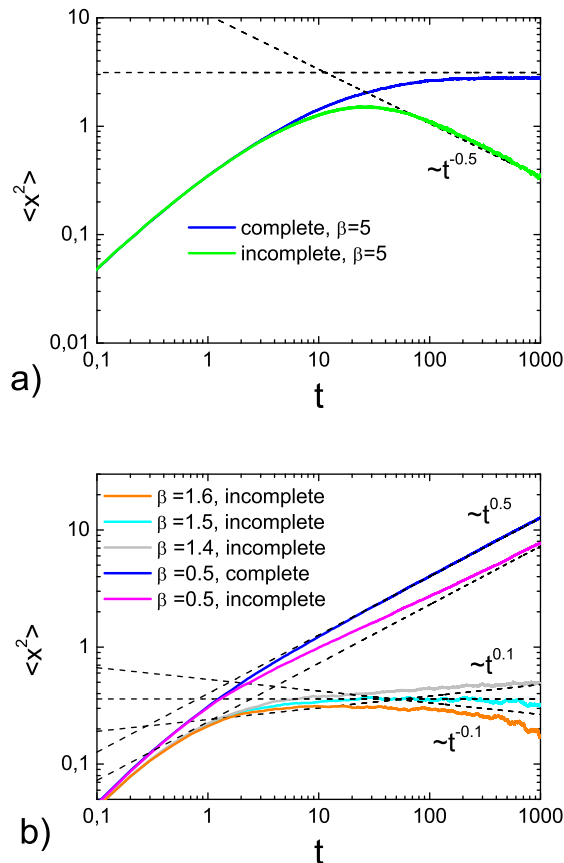 10
1
0,1
0,01
<x²>
~t^-0.5
complete, β=5
incomplete, β=5
0,1
1
10
100
1000
a)
t
10
1
0,1
<x²>
β =1.6, incomplete
β =1.5, incomplete
β =1.4, incomplete
β =0.5, complete
β =0.5, incomplete
~t^0.5
~t^0.1
~t^-0.1
0,1
1
10
100
1000
b)
t